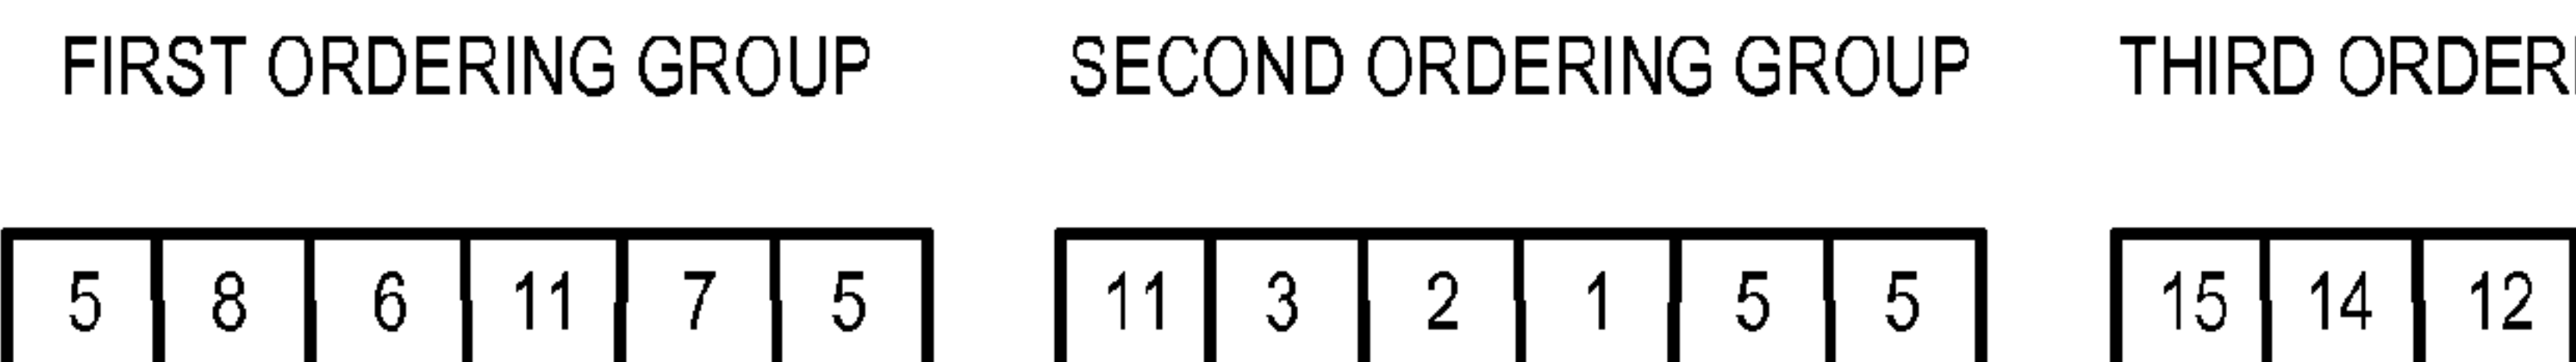 FIRST ORDERING GROUP SECOND ORDERING GROUP THIRD
5 8 6 11 7 5 11 3 2 1 5 5 15 14 12